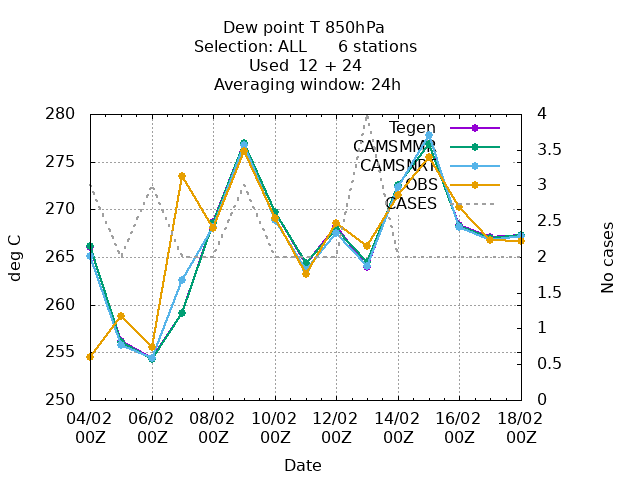 Dew point T 850hPa
Selection: ALL 6 stations
Used 12 + 24
Averaging window: 24h
280
275
270
265
260
255
250
deg C
4
3.5
3
2.5
2
1.5
1
0.5
0
No cases
Tegen
CAMSMMR
CAMSNRT
OBS
CASES
04/02 06/02 08/02 10/02 12/02 14/02 16/02 18/02
00Z 00Z 00Z 00Z 00Z 00Z 00Z 00Z
Date